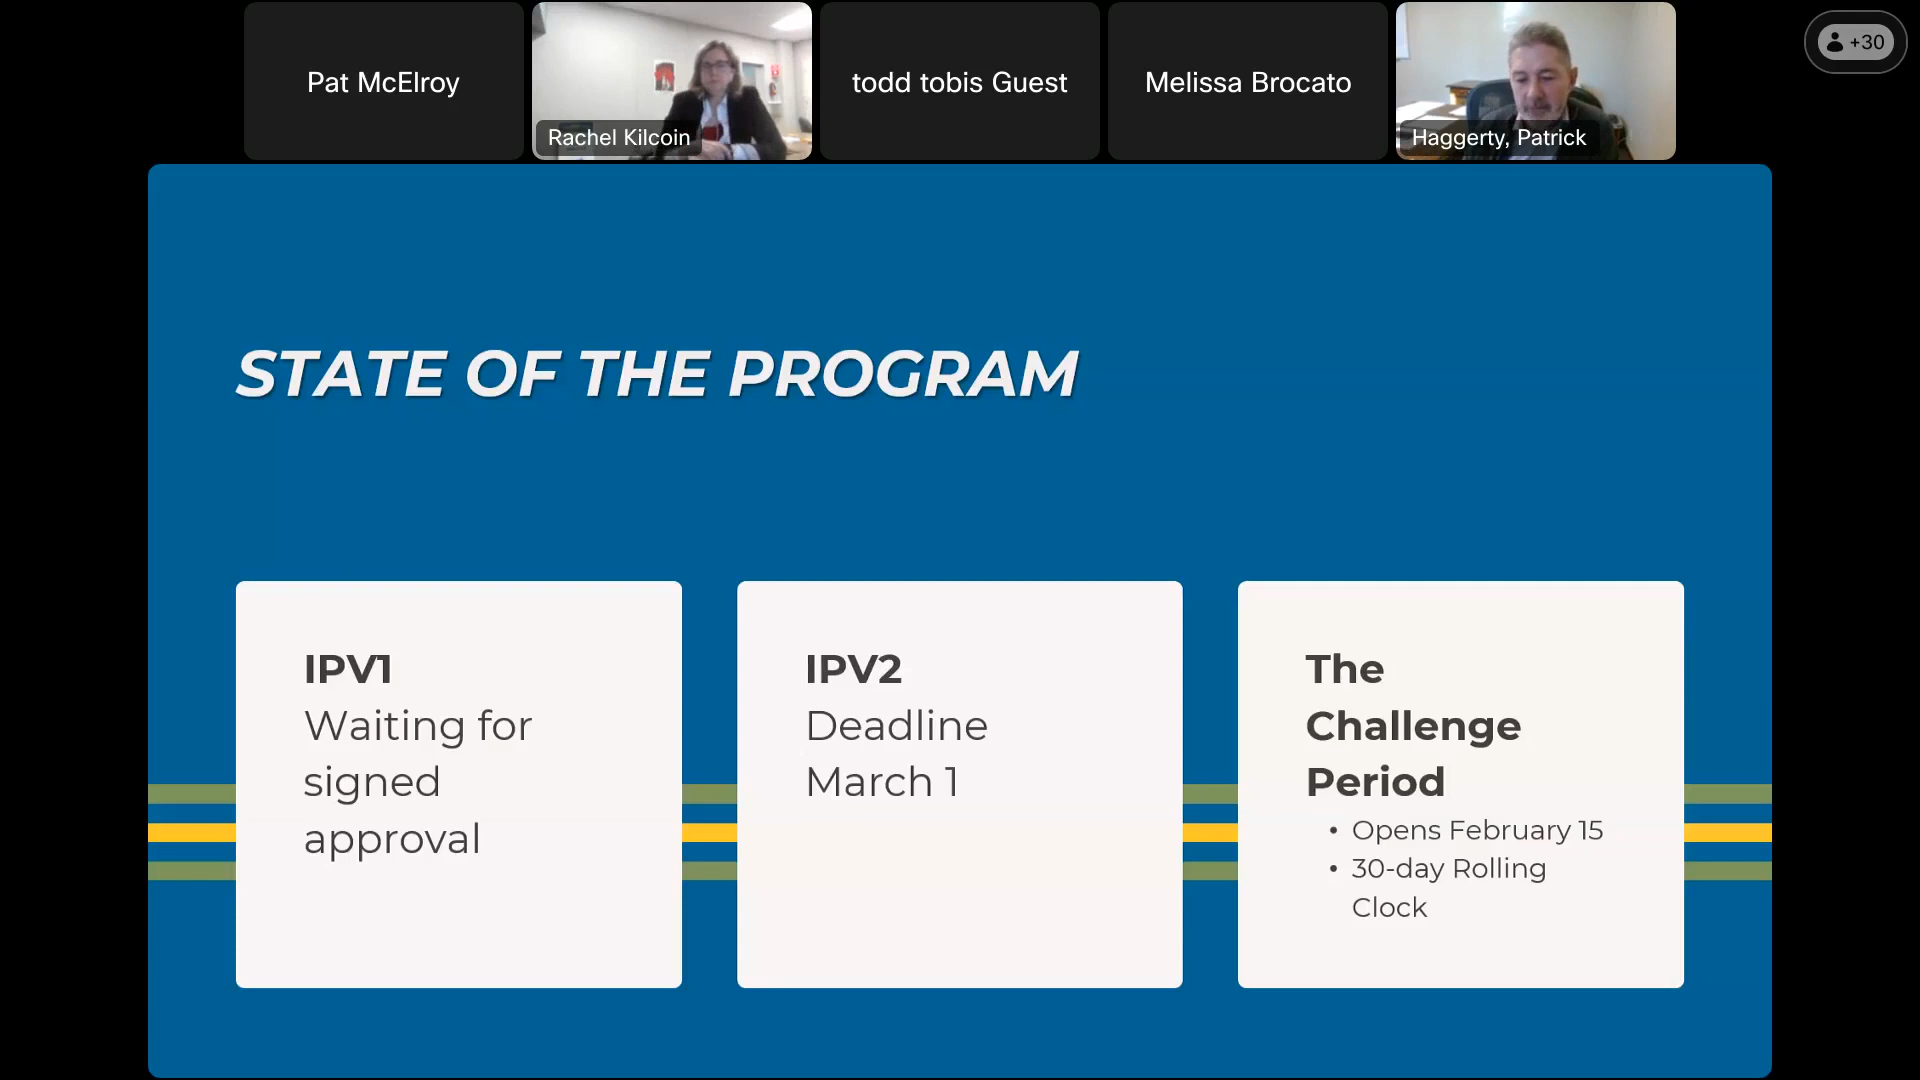 Pat McElroy
Rachel Kilcoin
todd tobis Guest
Melissa Brocato
Haggerty, Patrick
+30
STATE OF THE PROGRAM
IPV1
Waiting for
signed
approval
IPV2
Deadline
March 1
The
Challenge
Period
• Opens February 15
• 30-day Rolling
Clock